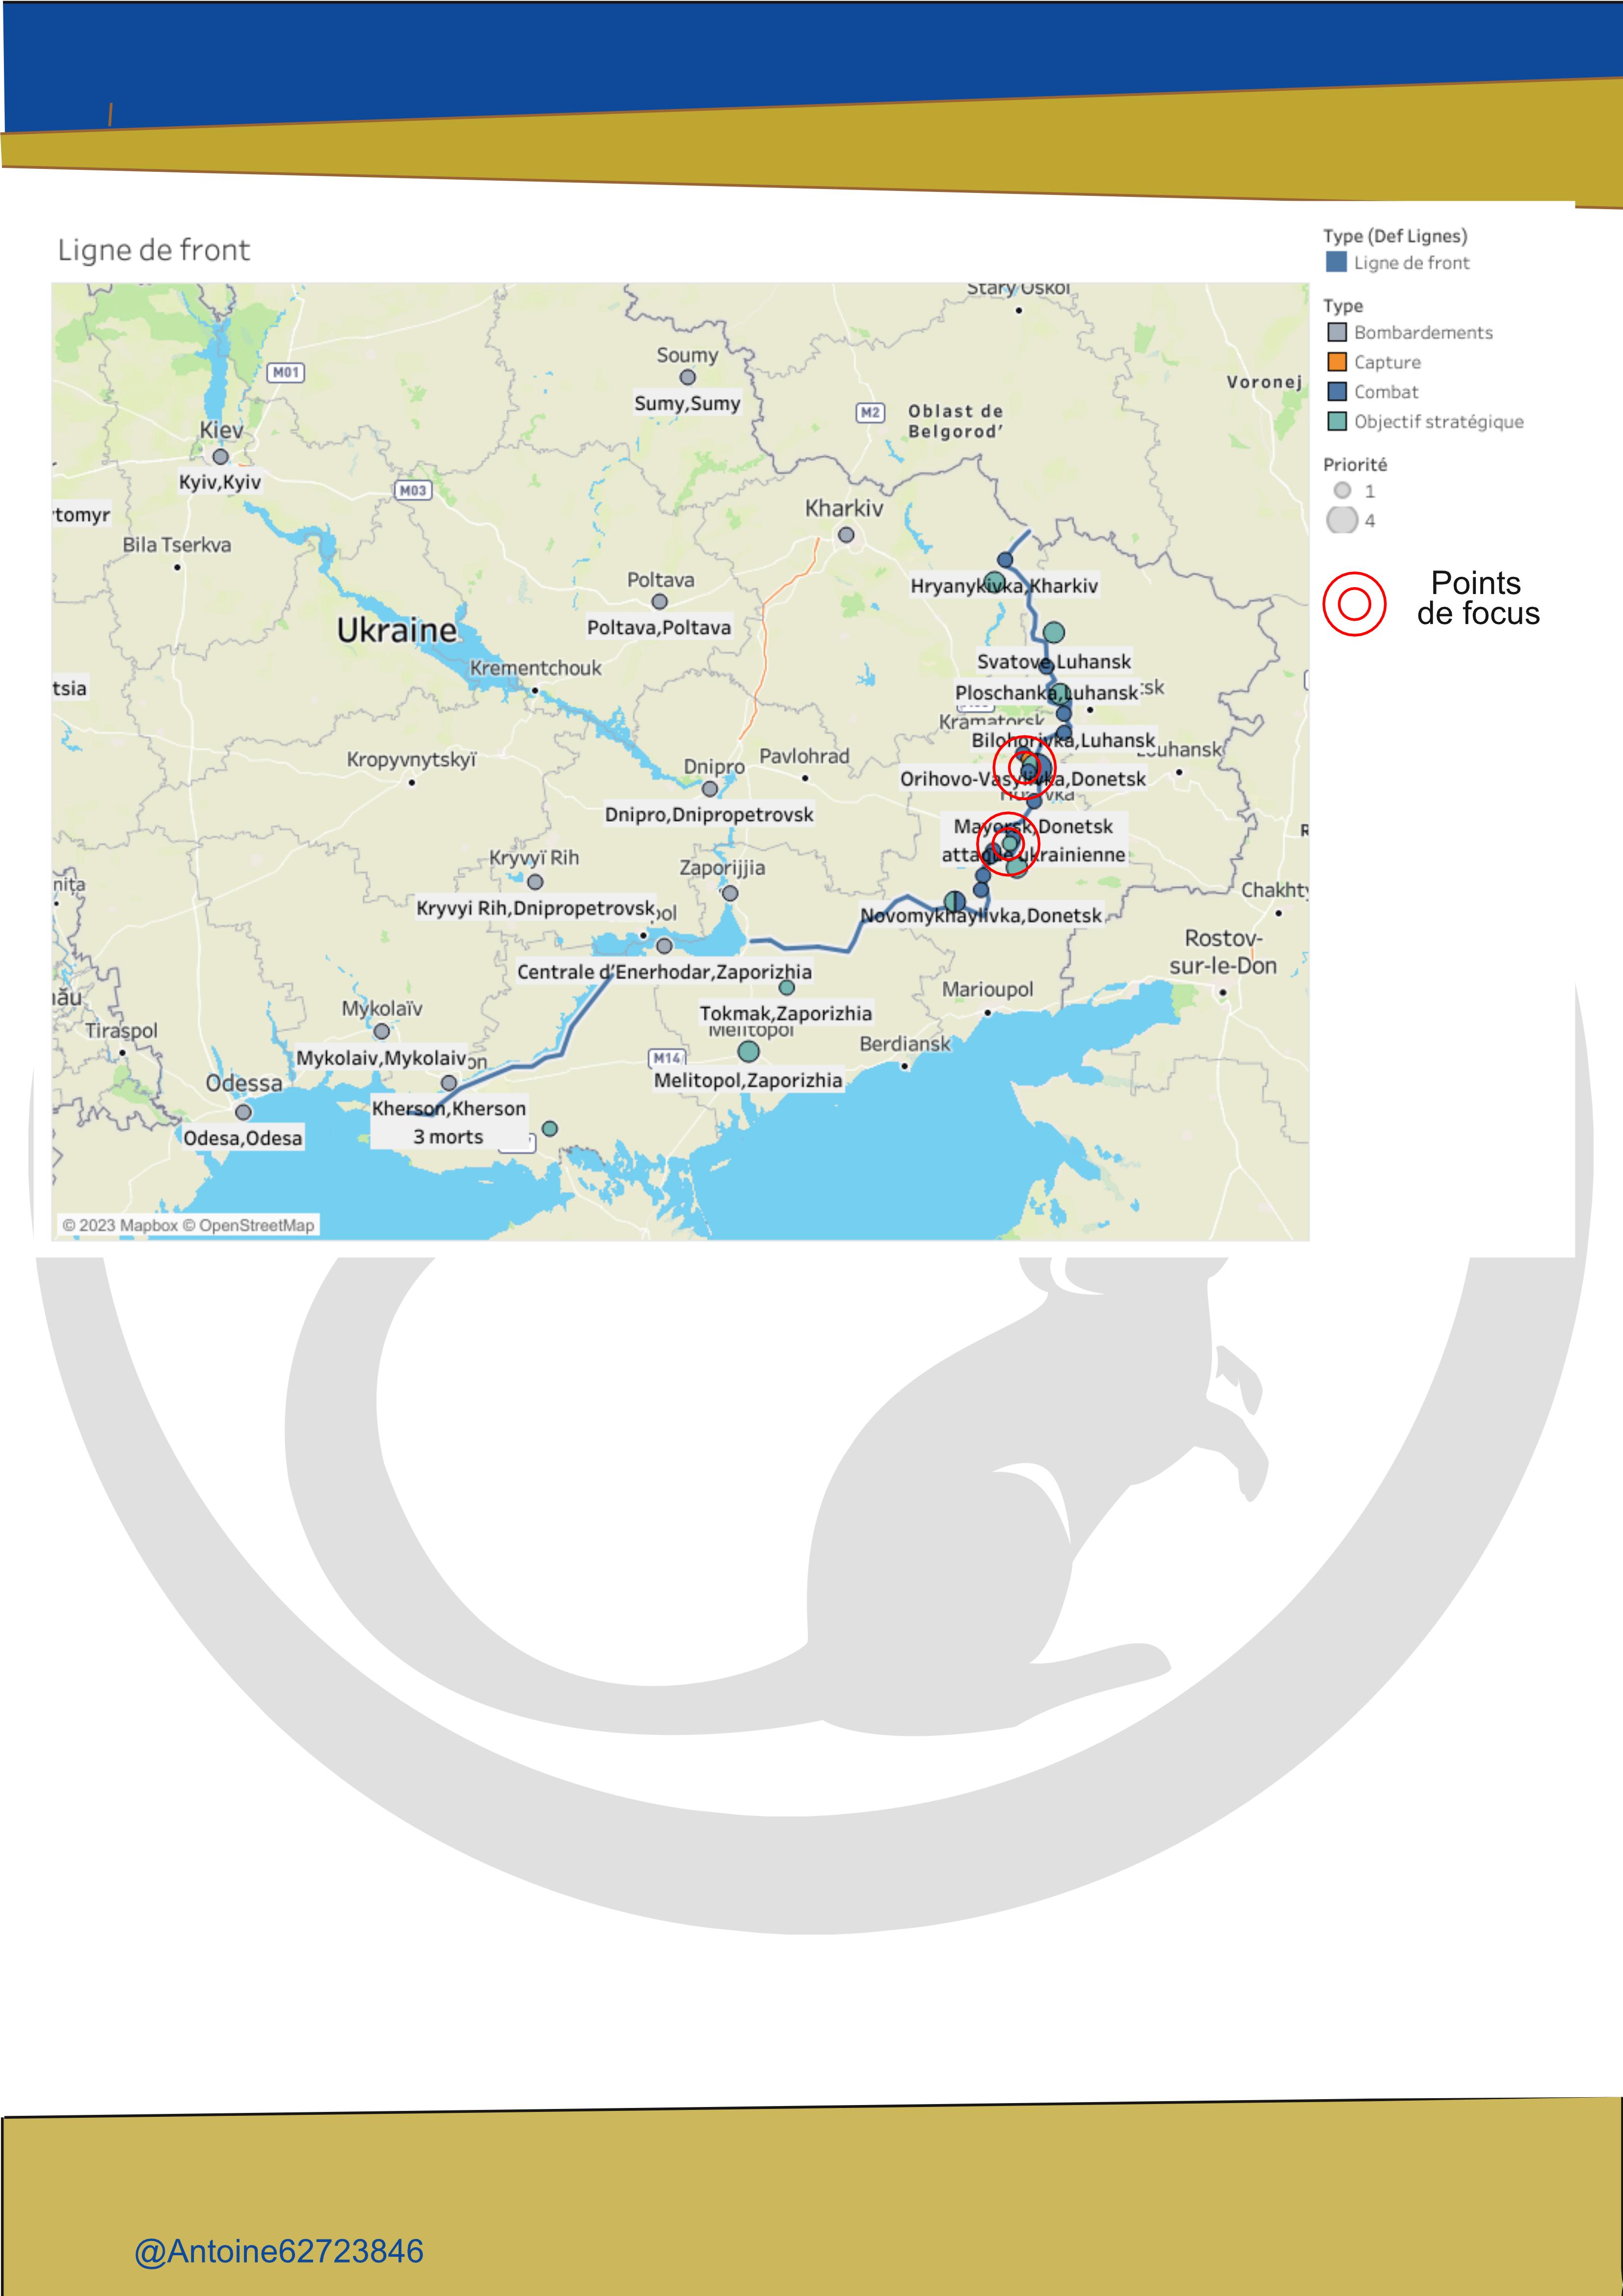 Ligne de front
Type (Def Lignes)
Ligne de front
Type
Bombardements
Capture
Combat
Objectif stratégique
Priorité
1
4
Points
de focus
Stary Oskol
Soumy
Sumy,Sumy
M01
M2
Oblast de
Belgorod'
Voronej
Kiev
Kyiv,Kyiv
M03
Kharkiv
tomyr
Bila Tserkva
Poltava
Poltava,Poltava
Hryanykivka,Kharkiv
Ukraine
Krementchouk
Svatove,Luhansk
tsia
Ploschanka,Luhansk
sk
Kramatorsk
Bilohorivka,Luhansk
Louhansk
Kropyvnytskyï
Dnipro
Pavlohrad
Orihovo-Vasylivka,Donetsk
Dnipro,Dnipropetrovsk
Mayorsk,Donetsk
attaque ukrainienne
Kryvyï Rih
Zaporijjia
Chakhty
Kryvyi Rih,Dnipropetrovsk
pol
Novomykhaylivka,Donetsk
Rostov-
sur-le-Don
Centrale d'Enerhodar,Zaporizhia
Marioupol
Mykolaïv
Tokmak,Zaporizhia
Melitopol
Berdiansk
Tiraspol
Mykolaiv,Mykolaiv
on
M14
Melitopol,Zaporizhia
Odessa
Kherson,Kherson
3 morts
Odesa,Odesa
© 2023 Mapbox © OpenStreetMap
@Antoine62723846